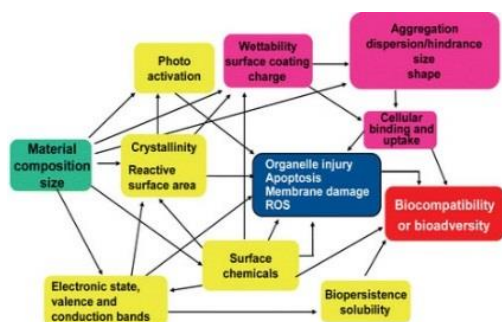 Photo
activation
Wettability
surface coating
charge
Aggregation
dispersion/hindrance
size
shape
Material
composition
size
Crystallinity
Reactive
surface area
Organelle injury
Apoptosis
Membrane damage
ROS
Cellular
binding and
uptake
Biocompatibility
or bioadversity
Surface
chemicals
Electronic state,
valence and
conduction bands
Biopersistence
solubility